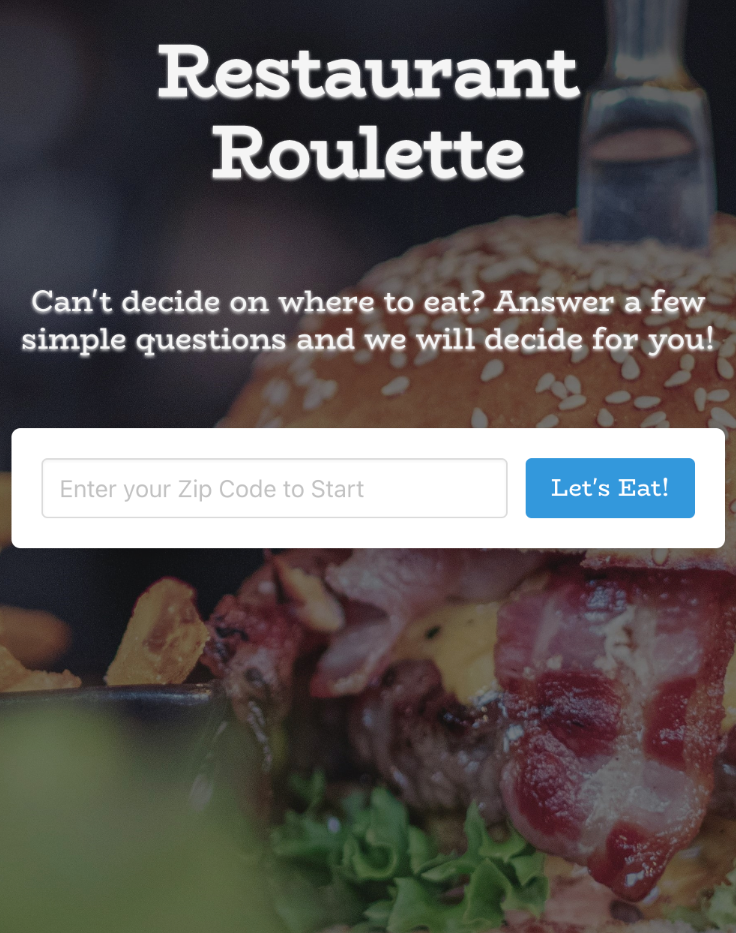 Restaurant
Roulette
Can't decide on where to eat? Answer a few
simple questions and we will decide for you!
Enter your Zip Code to Start
Let's Eat!